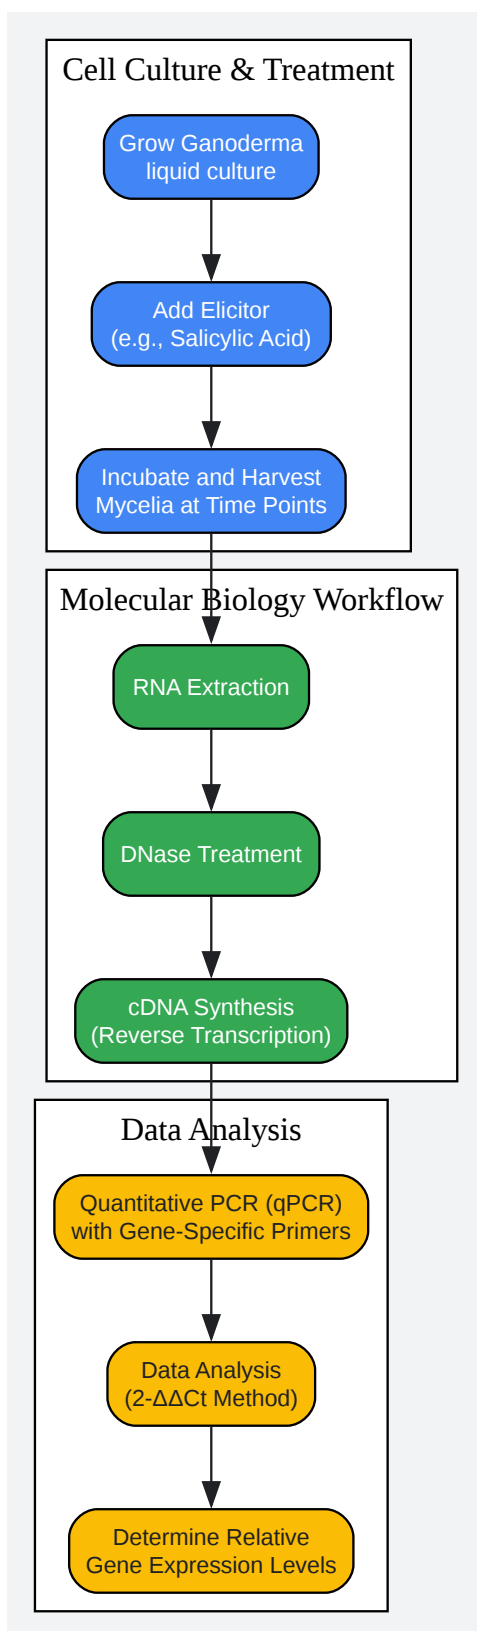 Cell Culture & Treatment
Grow Ganoderma
liquid culture
Add Elicitor
(e.g., Salicylic Acid)
Incubate and Harvest
Mycelia at Time Points
Molecular Biology Workflow
RNA Extraction
DNase Treatment
cDNA Synthesis
(Reverse Transcription)
Data Analysis
Quantitative PCR (qPCR)
with Gene-Specific Primers
Data Analysis
(2-ΔΔCt Method)
Determine Relative
Gene Expression Levels